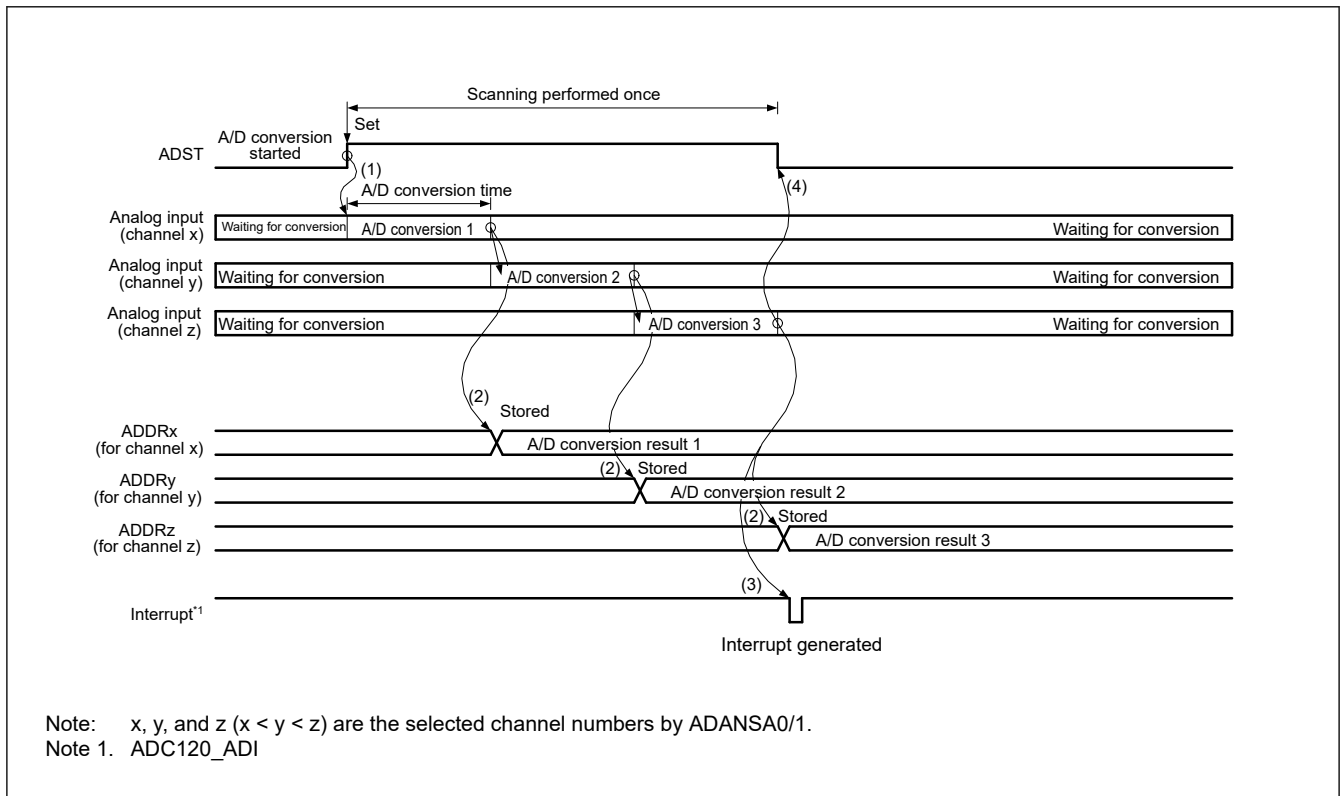 Scanning performed once
Set
A/D conversion
started
ADST
(1)
(4)
A/D conversion time
Analog input
(channel x)
Waiting for conversion
A/D conversion 1
Waiting for conversion
Analog input
(channel y)
Waiting for conversion
A/D conversion 2
Waiting for conversion
Analog input
(channel z)
Waiting for conversion
A/D conversion 3
Waiting for conversion
(2)
Stored
ADDRx
(for channel x)
A/D conversion result 1
(2)
Stored
ADDRy
(for channel y)
A/D conversion result 2
(2)
Stored
ADDRz
(for channel z)
A/D conversion result 3
(3)
Interrupt*1
Interrupt generated
Note: x, y, and z (x < y < z) are the selected channel numbers by ADANSA0/1.
Note 1. ADC120_ADI